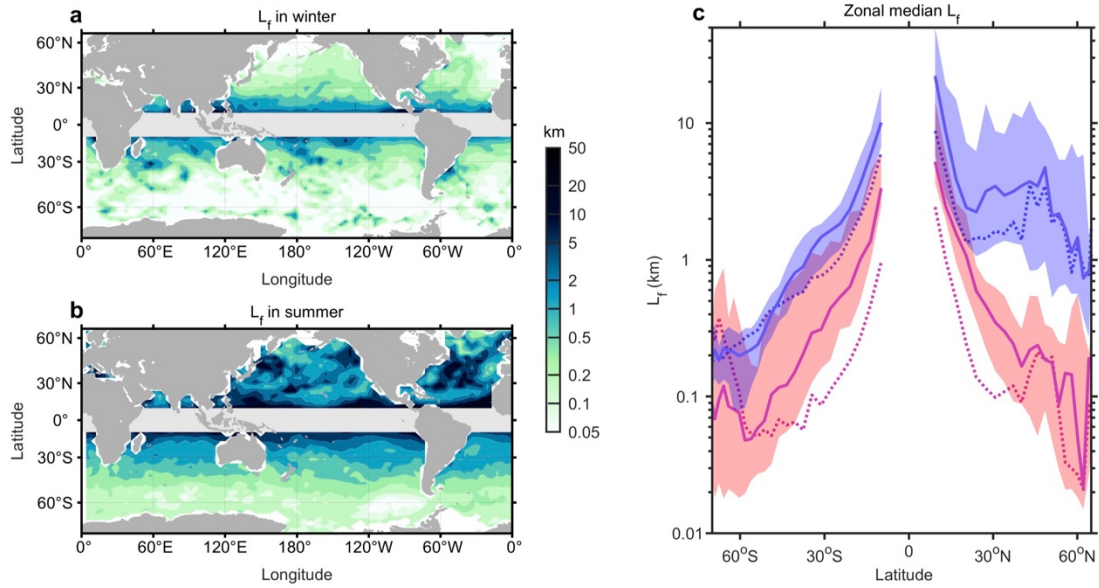 a
L_f in winter
60°N
30°N
0°
30°S
60°S
Latitude
0° 60°E 120°E 180°E 120°W 60°W 0°
Longitude
b
L_f in summer
60°N
30°N
0°
30°S
60°S
Latitude
0° 60°E 120°E 180°E 120°W 60°W 0°
Longitude
km
50
20
10
5
2
1
0.5
0.2
0.1
0.05
c
Zonal median L_f
10
1
0.1
0.01
L_f (km)
60°S 30°S 0 30°N 60°N
Latitude